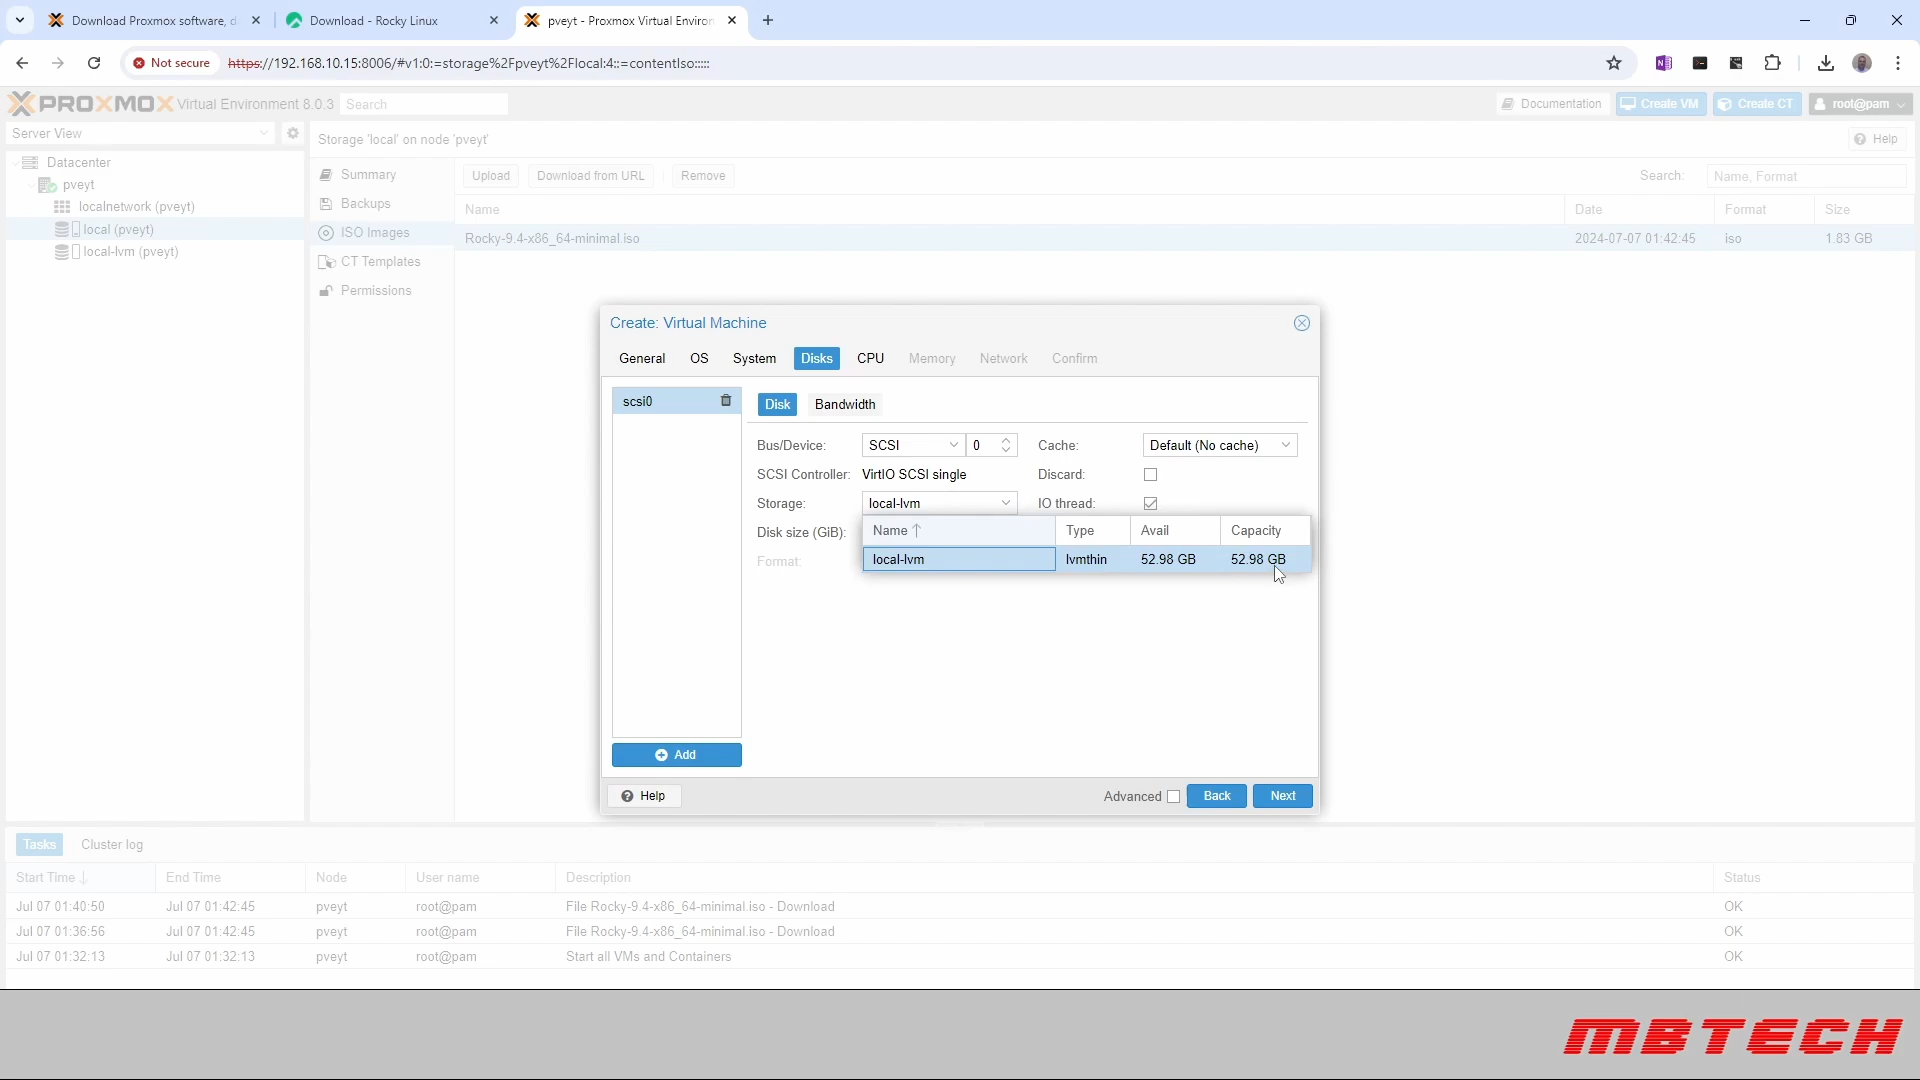 Download Proxmox software, d
Download - Rocky Linux
pveyt - Proxmox Virtual Environ
Not secure
https://192.168.10.15:8006/#v1:0:=storage%2Fpveyt%2Flocal:4::=contentIso:::::
PROXMOX Virtual Environment 8.0.3 Search
Documentation Create VM Create CT root@pam
Server View
Storage 'local' on node 'pveyt'
Help
Datacenter
pveyt
localnetwork (pveyt)
local (pveyt)
local-lvm (pveyt)
Summary
Backups
ISO Images
CT Templates
Permissions
Upload Download from URL Remove Search: Name, Format
Name Date Format Size
Rocky-9.4-x86_64-minimal.iso 2024-07-07 01:42:45 iso 1.83 GB
Create: Virtual Machine
General OS System Disks CPU Memory Network Confirm
scsi0
Disk Bandwidth
Bus/Device: SCSI 0 Cache: Default (No cache)
SCSI Controller: VirtIO SCSI single Discard:
Storage: local-lvm IO thread:
Disk size (GiB):
Format:
Name Type Avail Capacity
local-lvm lvmthin 52.98 GB 52.98 GB
Add
Help Advanced Back Next
Tasks Cluster log
Start Time End Time Node User name Description Status
Jul 07 01:40:50 Jul 07 01:42:45 pveyt root@pam File Rocky-9.4-x86_64-minimal.iso - Download OK
Jul 07 01:36:56 Jul 07 01:42:45 pveyt root@pam File Rocky-9.4-x86_64-minimal.iso - Download OK
Jul 07 01:32:13 Jul 07 01:32:13 pveyt root@pam Start all VMs and Containers OK
MBTECH